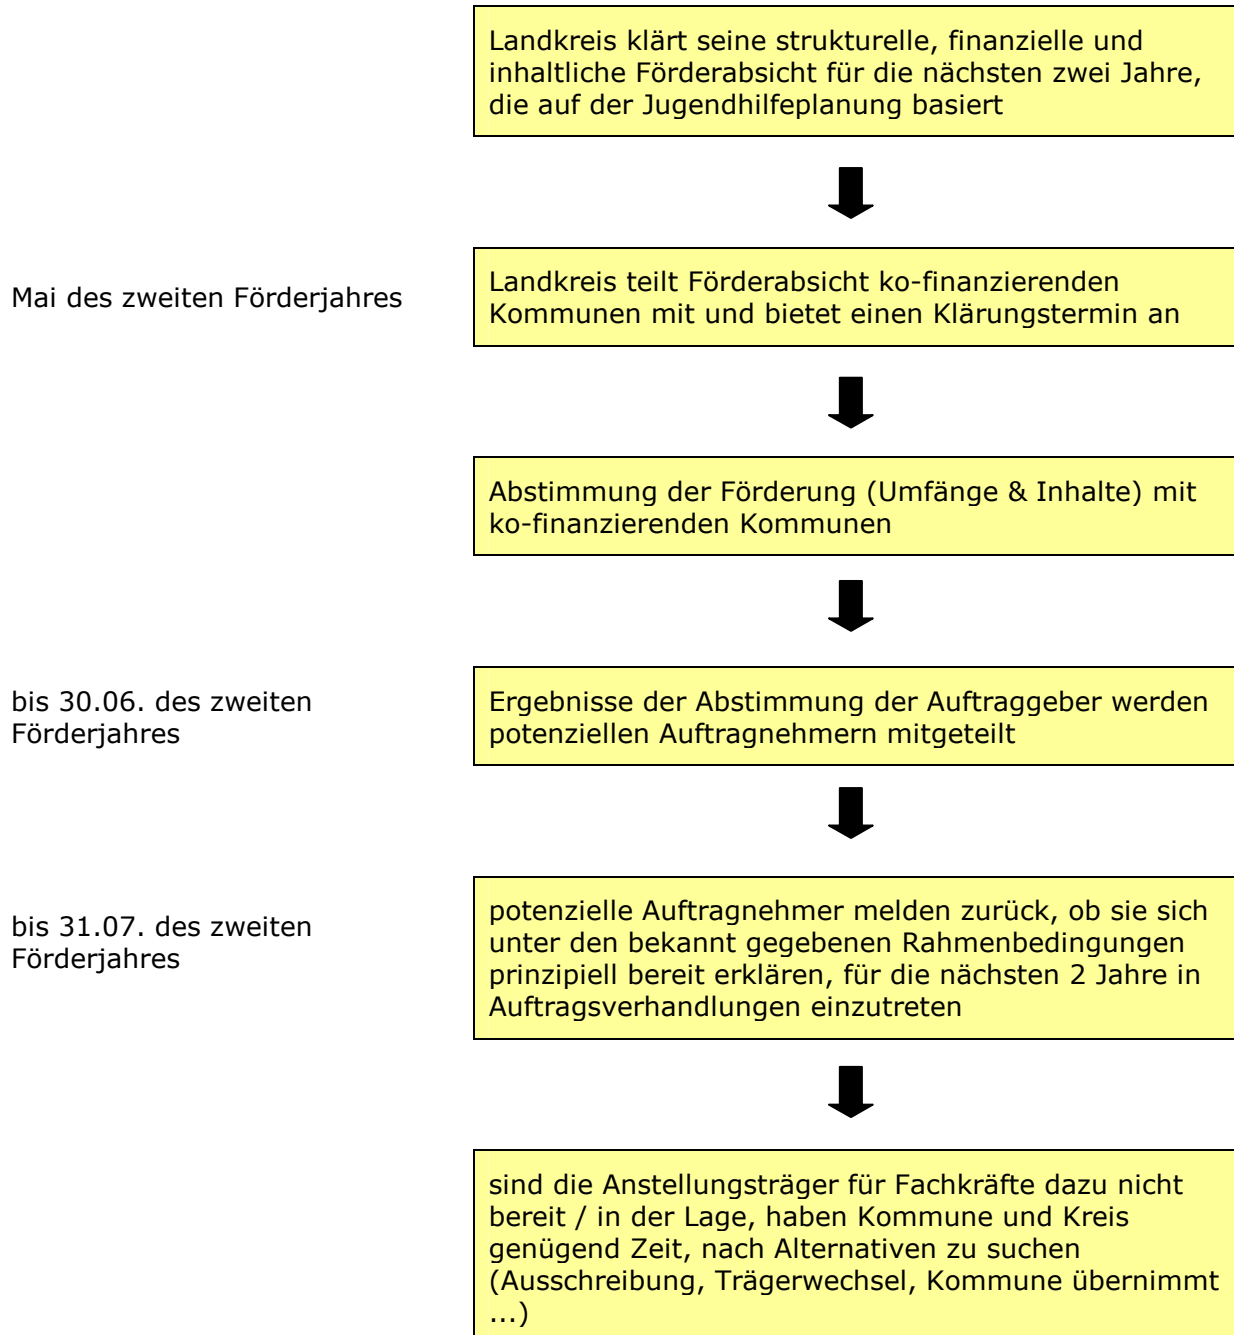 Landkreis klärt seine strukturelle, finanzielle und
inhaltliche Förderabsicht für die nächsten zwei Jahre,
die auf der Jugendhilfeplanung basiert
Mai des zweiten Förderjahres
Landkreis teilt Förderabsicht ko-finanzierenden
Kommunen mit und bietet einen Klärungstermin an
Abstimmung der Förderung (Umfänge & Inhalte) mit
ko-finanzierenden Kommunen
bis 30.06. des zweiten
Förderjahres
Ergebnisse der Abstimmung der Auftraggeber werden
potenziellen Auftragnehmern mitgeteilt
bis 31.07. des zweiten
Förderjahres
potenzielle Auftragnehmer melden zurück, ob sie sich
unter den bekannt gegebenen Rahmenbedingungen
prinzipiell bereit erklären, für die nächsten 2 Jahre in
Auftragsverhandlungen einzutreten
sind die Anstellungsträger für Fachkräfte dazu nicht
bereit / in der Lage, haben Kommune und Kreis
genügend Zeit, nach Alternativen zu suchen
(Ausschreibung, Trägerwechsel, Kommune übernimmt
...)